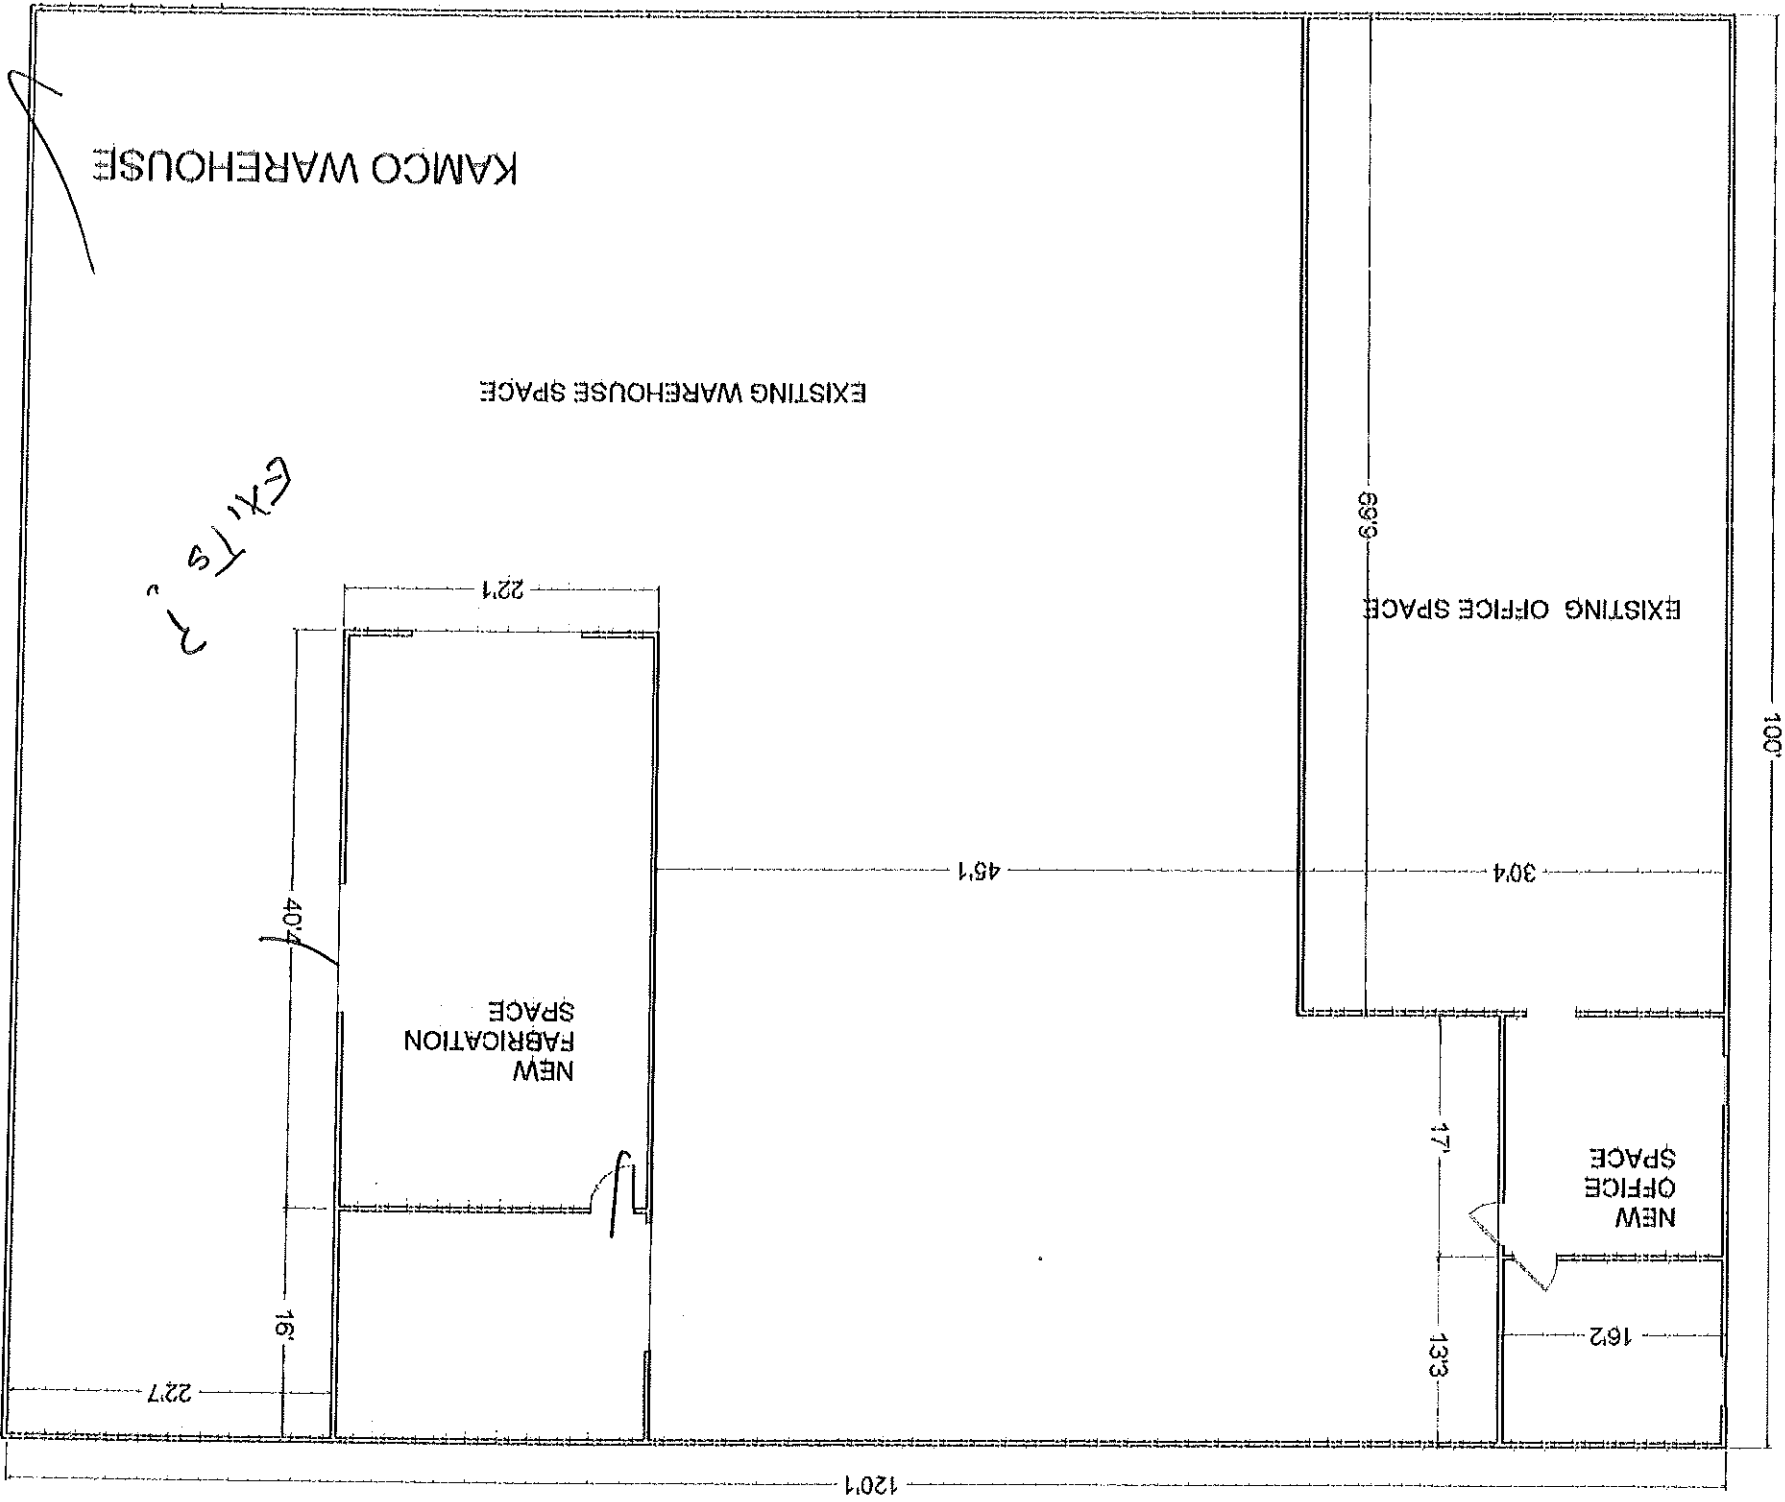 120'1
22'7
16'2
13'3
16'
NEW
OFFICE
SPACE
17'
NEW
FABRICATION
SPACE
40'4
30'4
45'1
100'
EXISTING OFFICE SPACE
22'1
69'9
Exits ?
EXISTING WAREHOUSE SPACE
KAMCO WAREHOUSE